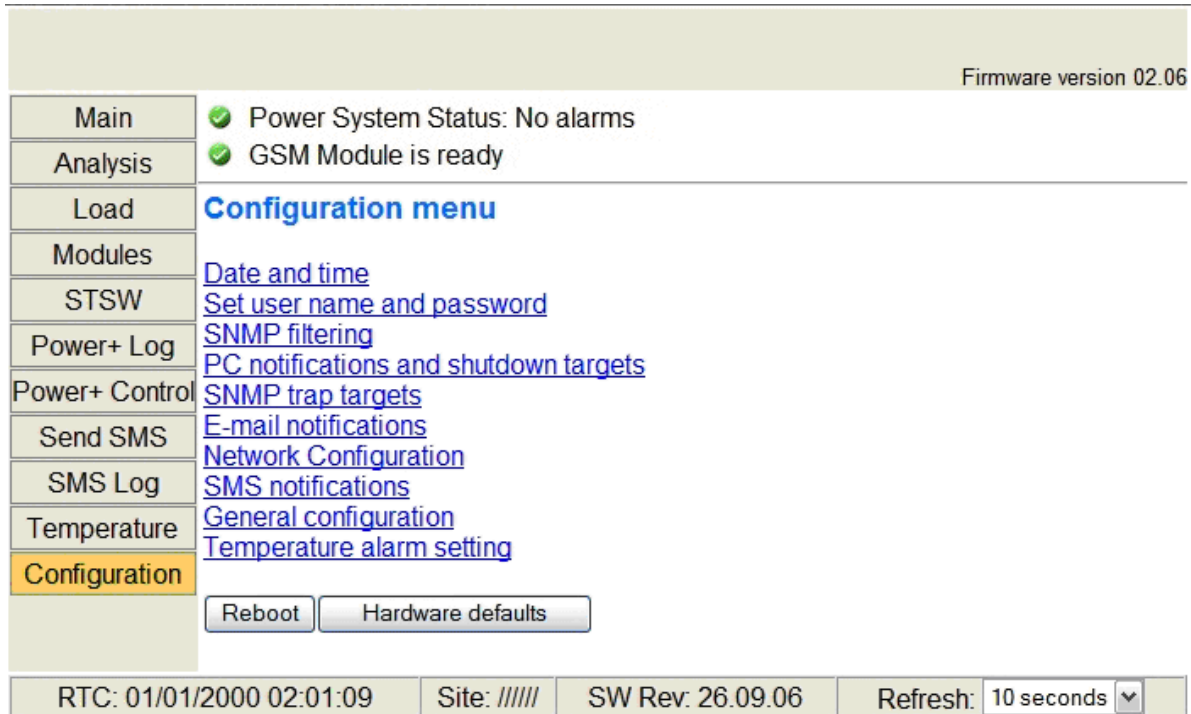 Firmware version 02.06
Main
Analysis
Load
Modules
STSW
Power+ Log
Power+ Control
Send SMS
SMS Log
Temperature
Configuration
Power System Status: No alarms
GSM Module is ready
Configuration menu
Date and time
Set user name and password
SNMP filtering
PC notifications and shutdown targets
SNMP trap targets
E-mail notifications
Network Configuration
SMS notifications
General configuration
Temperature alarm setting
Reboot Hardware defaults
RTC: 01/01/2000 02:01:09 Site: ////// SW Rev: 26.09.06 Refresh: 10 seconds